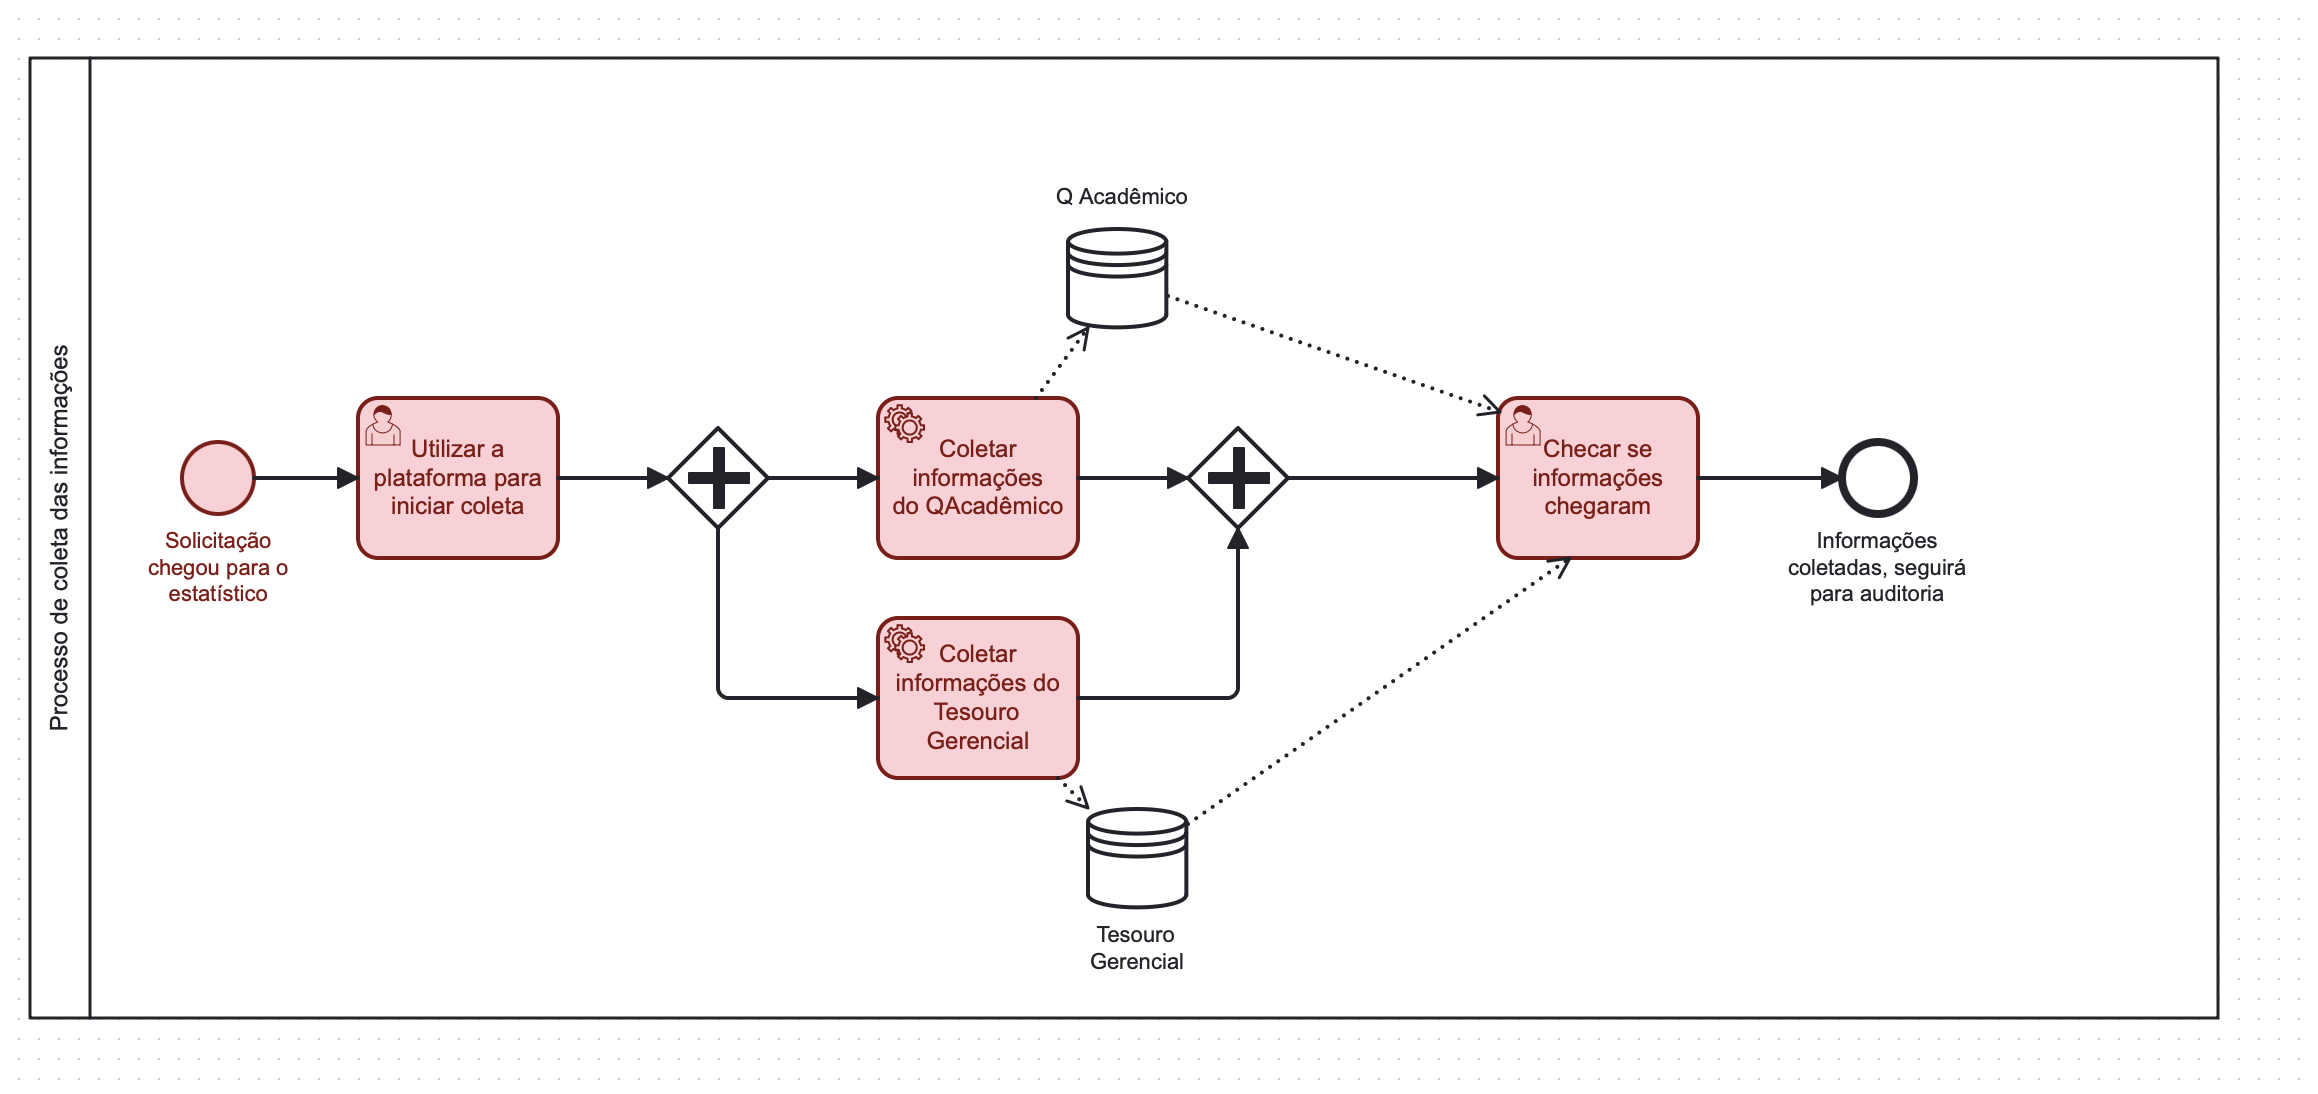 Processo de coleta das informações
Solicitação
chegou para o
estatístico
Utilizar a
plataforma para
iniciar coleta
Q Acadêmico
Coletar
informações
do QAcadêmico
Coletar
informações do
Tesouro
Gerencial
Tesouro
Gerencial
Checar se
informações
chegaram
Informações
coletadas, seguirá
para auditoria